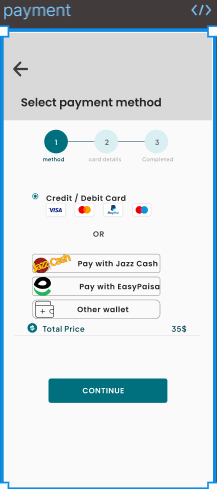 payment
</>
Select payment method
1 2 3
method card details Completed
Credit / Debit Card
VISA PayPal
OR
Jazz Cash Pay with Jazz Cash
Pay with EasyPaisa
Other wallet
$ Total Price 35$
CONTINUE